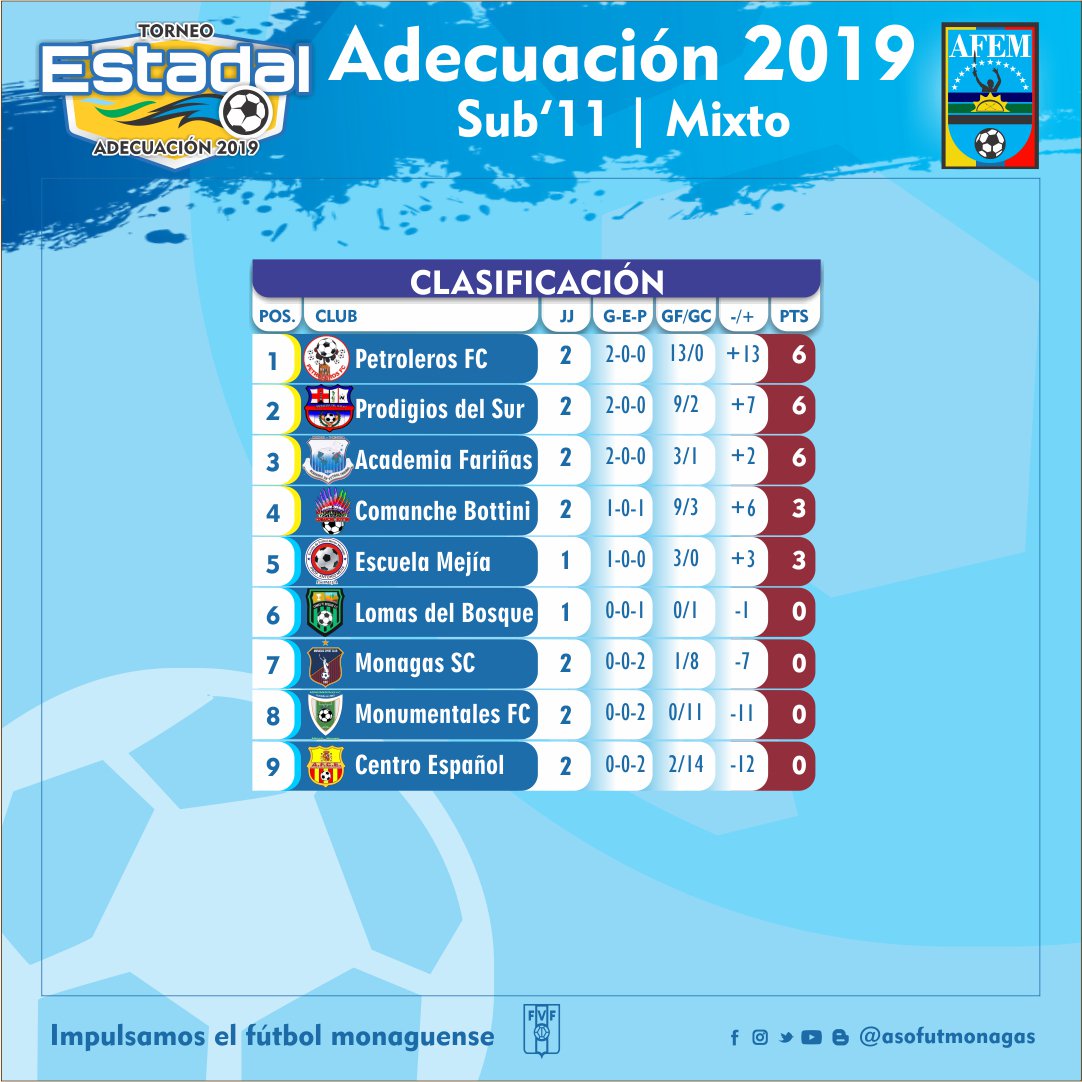 TORNEO
Estadal
ADECUACIÓN 2019
Adecuación 2019
Sub‘11 | Mixto
AFEM
CLASIFICACIÓN
POS. CLUB JJ G-E-P GF/GC -/+ PTS
1 Petroleros FC 2 2-0-0 13/0 +13 6
2 Prodigios del Sur 2 2-0-0 9/2 +7 6
3 Academia Fariñas 2 2-0-0 3/1 +2 6
4 Comanche Bottini 2 1-0-1 9/3 +6 3
5 Escuela Mejía 1 1-0-0 3/0 +3 3
6 Lomas del Bosque 1 0-0-1 0/1 -1 0
7 Monagas SC 2 0-0-2 1/8 -7 0
8 Monumentales FC 2 0-0-2 0/11 -11 0
9 Centro Español 2 0-0-2 2/14 -12 0
Impulsamos el fútbol monaguense
FVF
@asofutmonagas